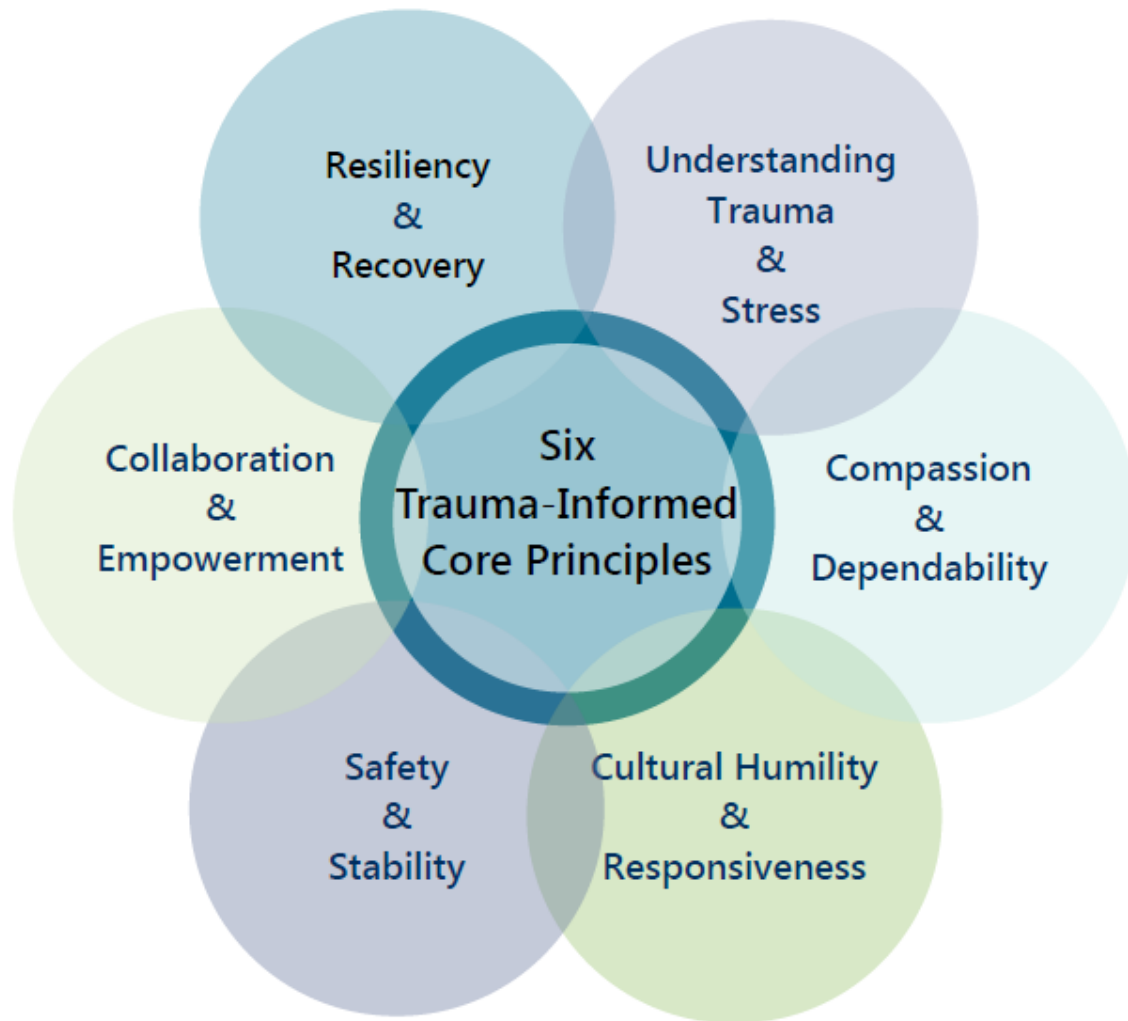 Resiliency
&
Recovery
Understanding
Trauma
&
Stress
Collaboration
&
Empowerment
Six
Trauma-Informed
Core Principles
Compassion
&
Dependability
Safety
&
Stability
Cultural Humility
&
Responsiveness